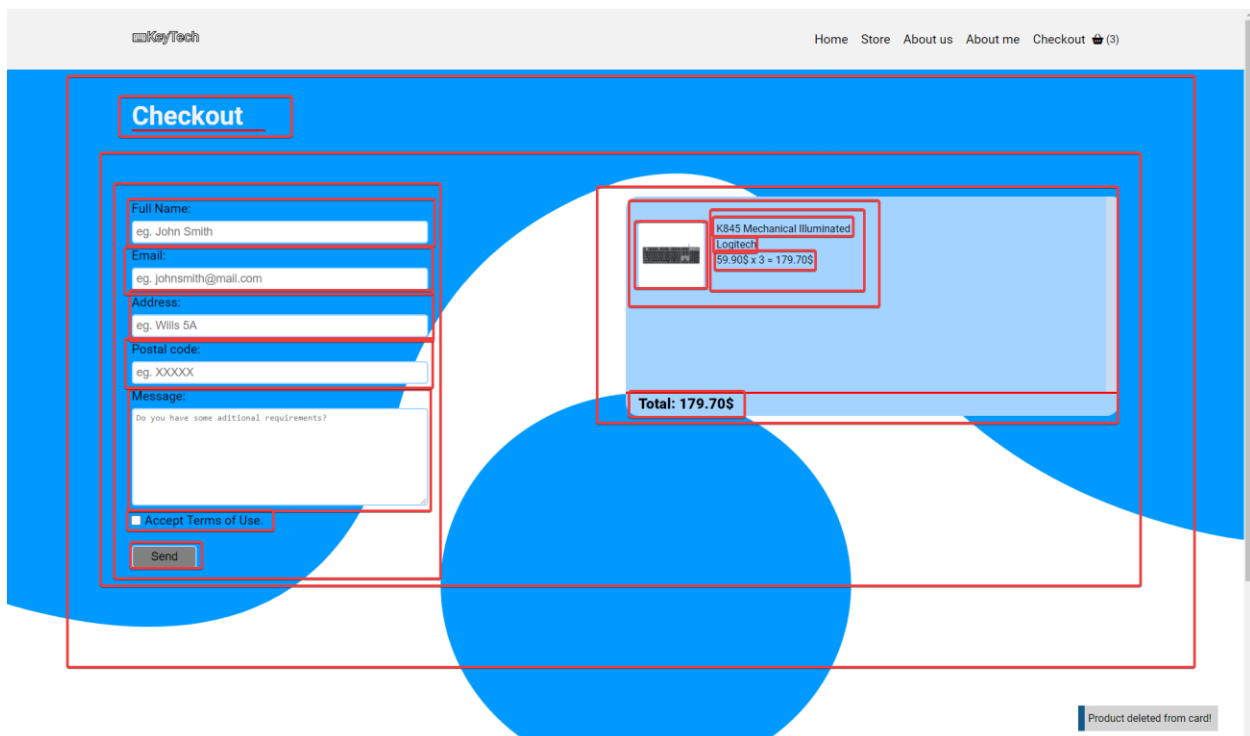 KeyTech
Home Store About us About me Checkout (3)
Checkout
Full Name:
eg. John Smith
Email:
eg. johnsmith@mail.com
Address:
eg. Wills 5A
Postal code:
eg. XXXXX
Message:
Do you have some aditional requirements?
Accept Terms of Use.
Send
K845 Mechanical Illuminated
Logitech
59.90$ x 3 = 179.70$
Total: 179.70$
Product deleted from card!